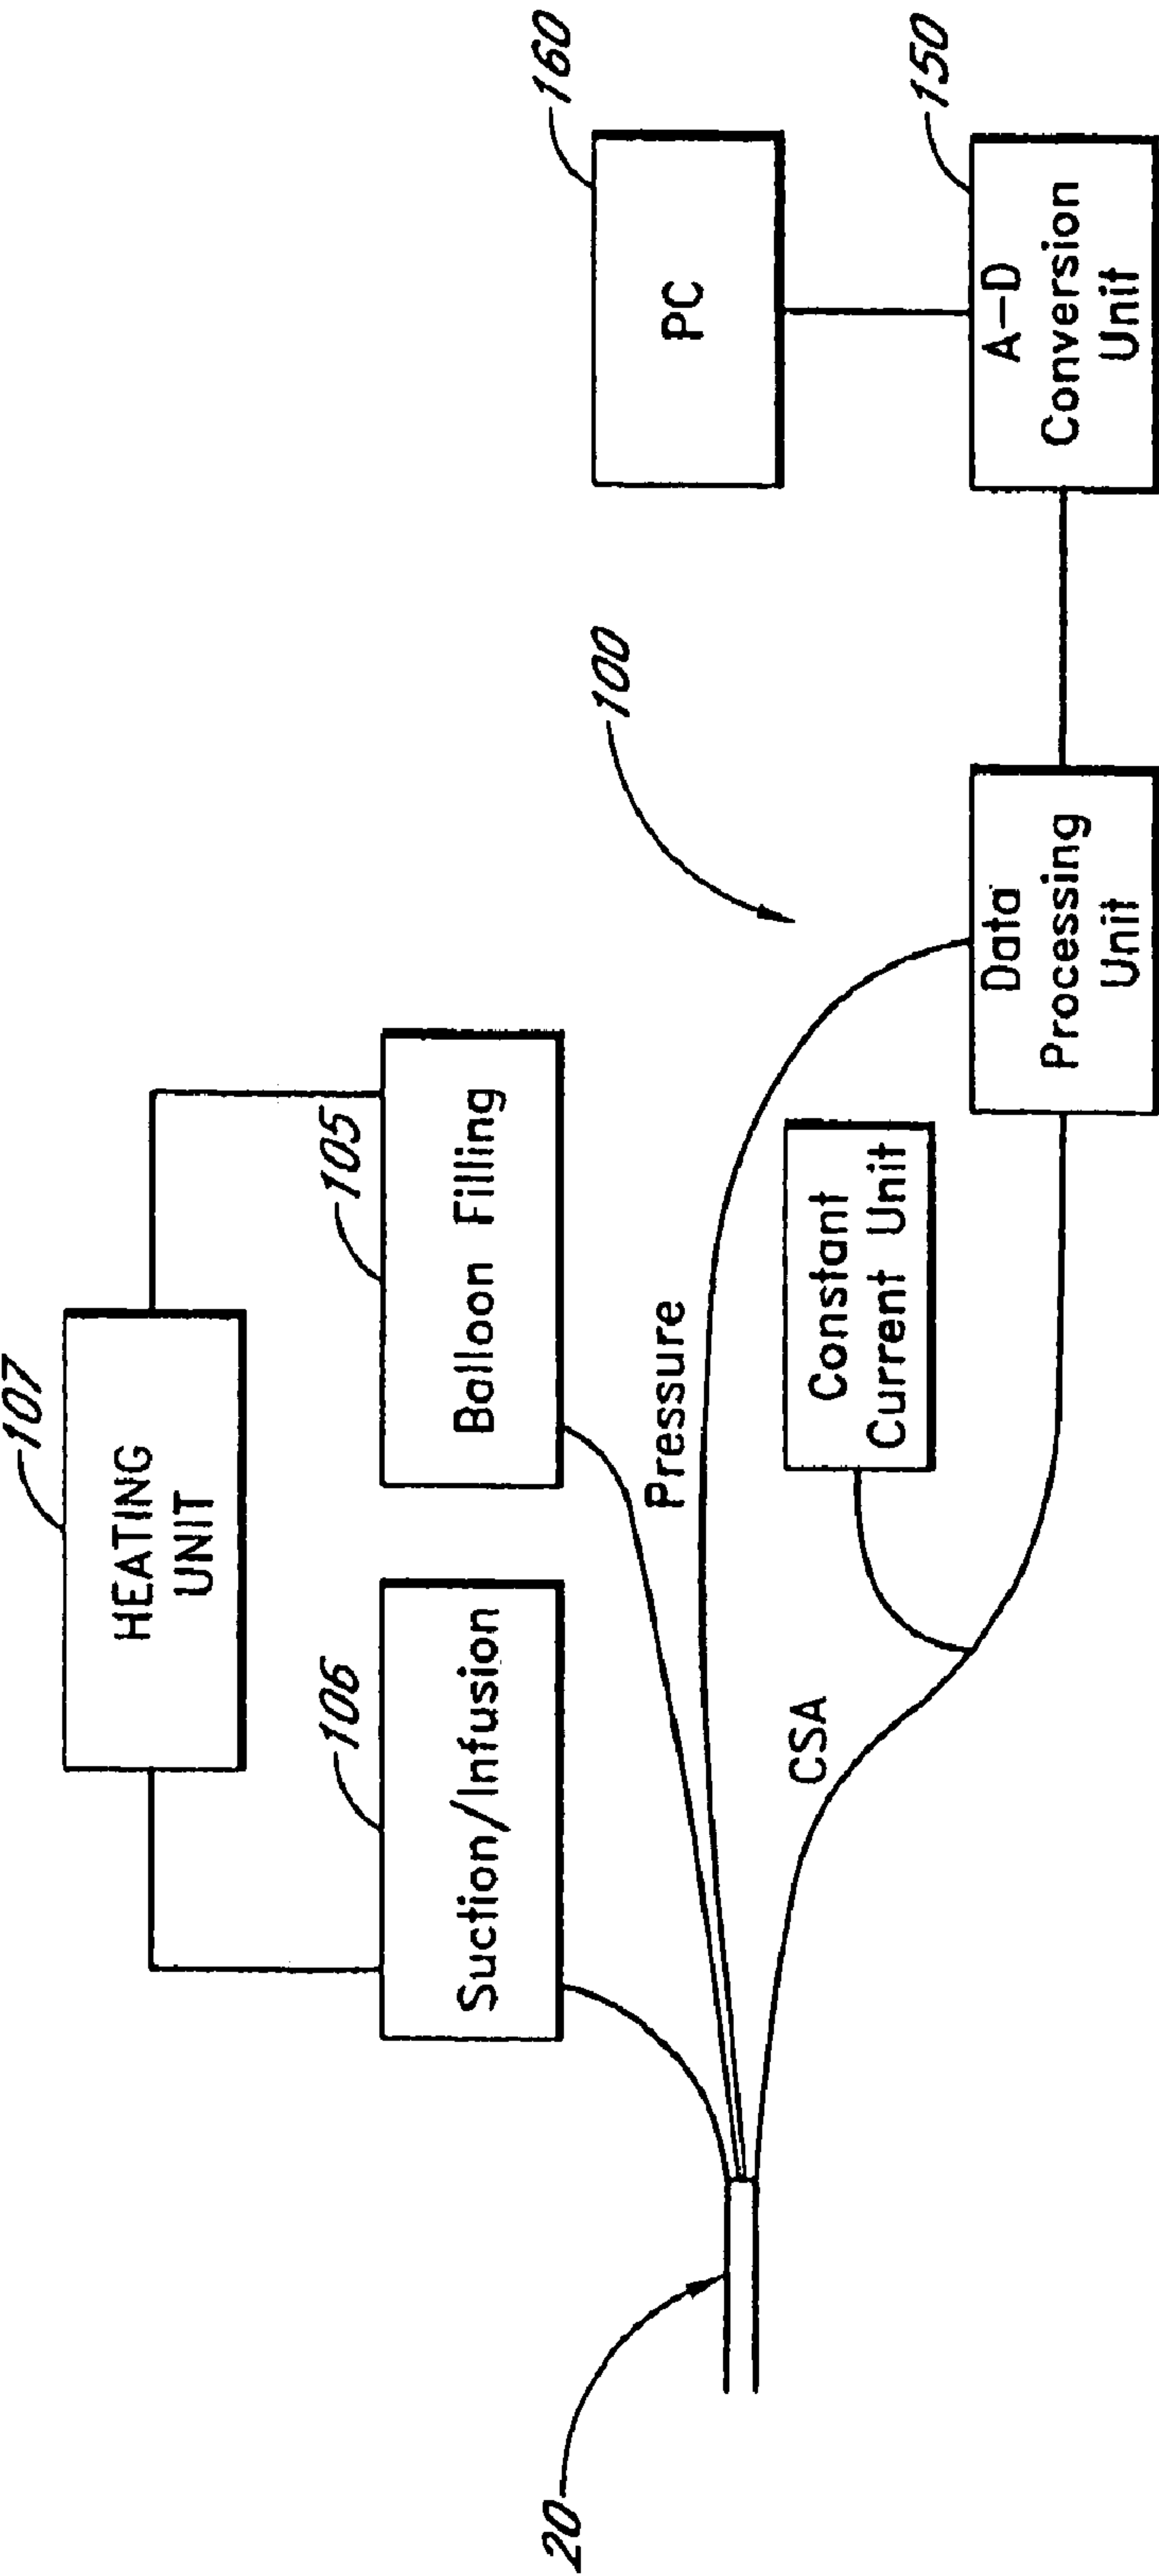 107
HEATING
UNIT
106
Suction/Infusion
105
Balloon Filling
160
PC
100
Pressure
20
CSA
Constant
Current Unit
Data
Processing
Unit
150
A-D
Conversion
Unit